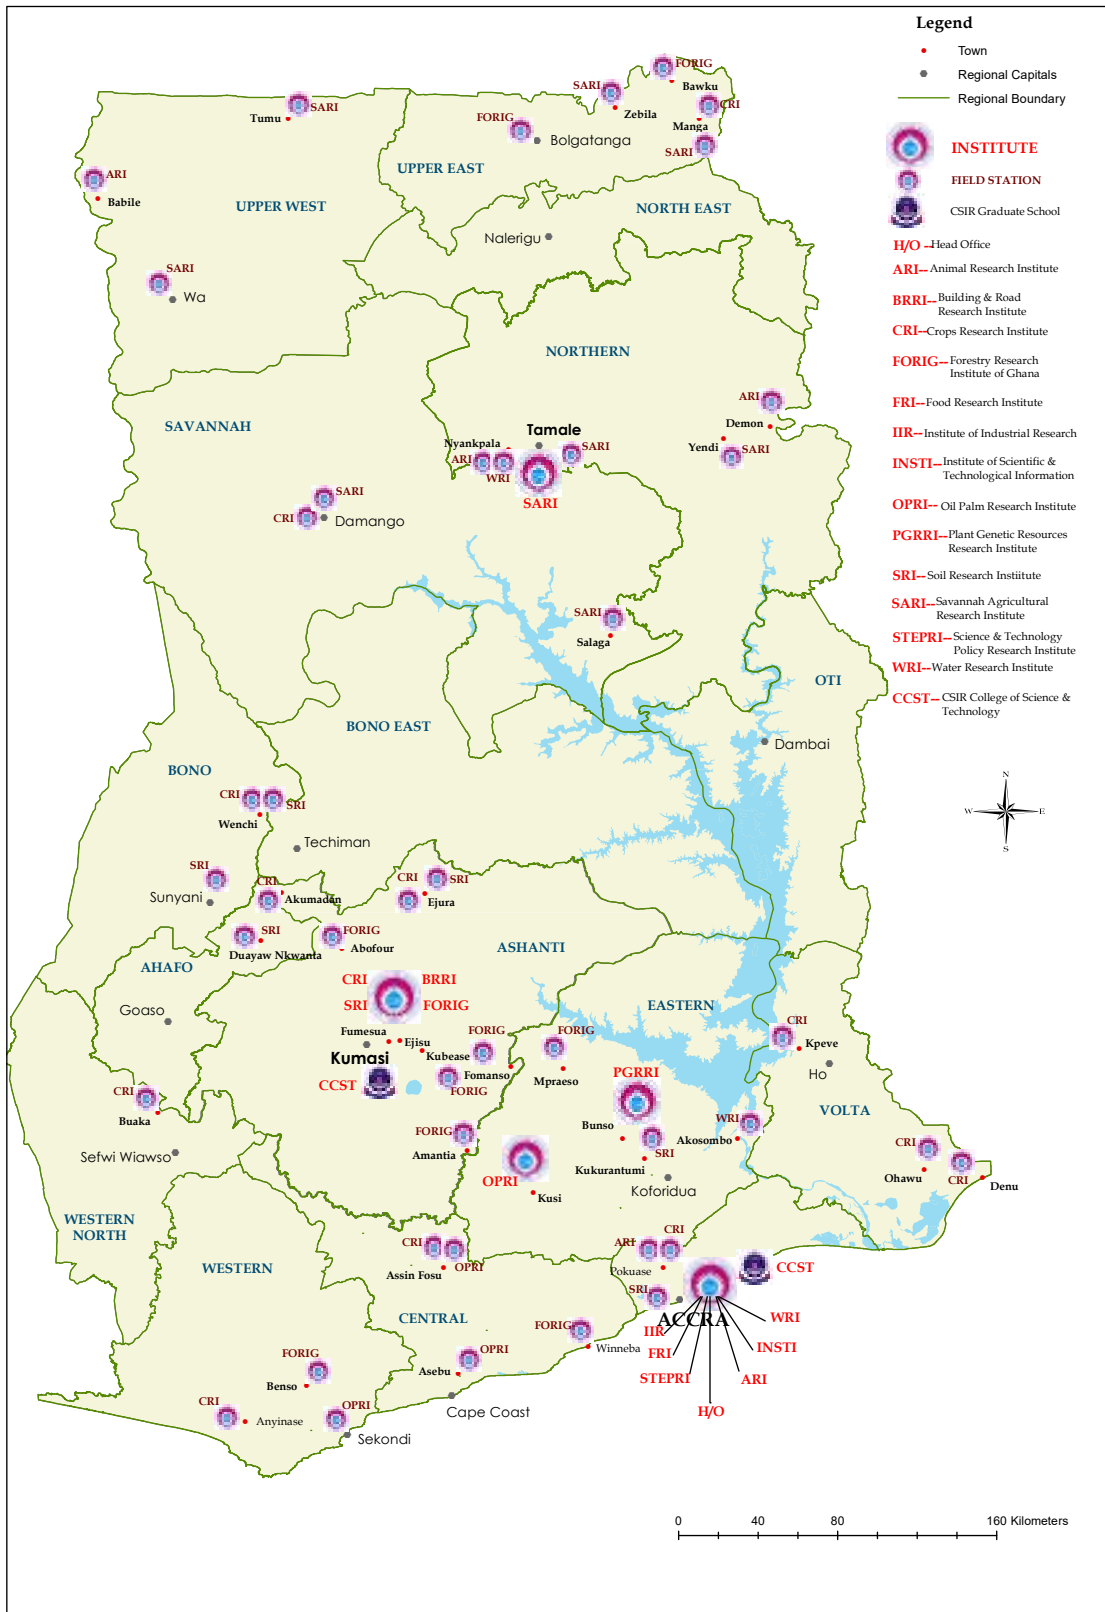 Legend
Town
Regional Capitals
Regional Boundary
INSTITUTE
FIELD STATION
CSIR Graduate School
H/O --Head Office
ARI-- Animal Research Institute
BRRI-- Building & Road
Research Institute
CRI--Crops Research Institute
FORIG-- Forestry Research
Institute of Ghana
FRI--Food Research Institute
IIR--Institute of Industrial Research
INSTI--Institute of Scientific &
Technological Information
OPRI-- Oil Palm Research Institute
PGRRI--Plant Genetic Resources
Research Institute
SRI--Soil Research Instiitute
SARI--Savannah Agricultural
Research Institute
STEPRI--Science & Technology
Policy Research Institute
WRI--Water Research Institute
CCST-- CSIR College of Science &
Technology
N
W
E
S
FORIG
Bawku
SARI
Zebila
CRI
Manga
SARI
SARI
Tumu
FORIG
Bolgatanga
UPPER EAST
ARI
Babile
UPPER WEST
NORTH EAST
Nalerigu
SARI
Wa
NORTHERN
SAVANNAH
ARI
Demon
Yendi
SARI
Tamale
Nyankpala
ARI
WRI
SARI
SARI
SARI
CRI
Damango
SARI
Salaga
OTI
BONO EAST
Dambai
BONO
CRI
SRI
Wenchi
Techiman
SRI
Sunyani
CRI
Akumadan
CRI
SRI
Ejura
SRI
Duayaw Nkwanta
FORIG
Abofour
ASHANTI
AHAFO
CRI
BRRI
SRI
FORIG
EASTERN
Goaso
Fumesua
Ejisu
Kumasi
Kubease
FORIG
Fomanso
FORIG
Mpraeso
CRI
Kpeve
Ho
CCST
FORIG
PGRRI
CRI
Buaka
VOLTA
FORIG
Amantia
Bunso
WRI
Akosombo
SRI
Kukurantumi
Sefwi Wiawso
OPRI
Kusi
Koforidua
CRI
Ohawu
CRI
Denu
WESTERN
NORTH
WESTERN
CRI
OPRI
Assin Fosu
ARI
CRI
Pokuase
SRI
CCST
ACCRA
CENTRAL
FORIG
Winneba
IIR
FRI
STEPRI
H/O
ARI
INSTI
WRI
OPRI
Asebu
Cape Coast
FORIG
Benso
CRI
Anyinase
OPRI
Sekondi
0 40 80 160 Kilometers